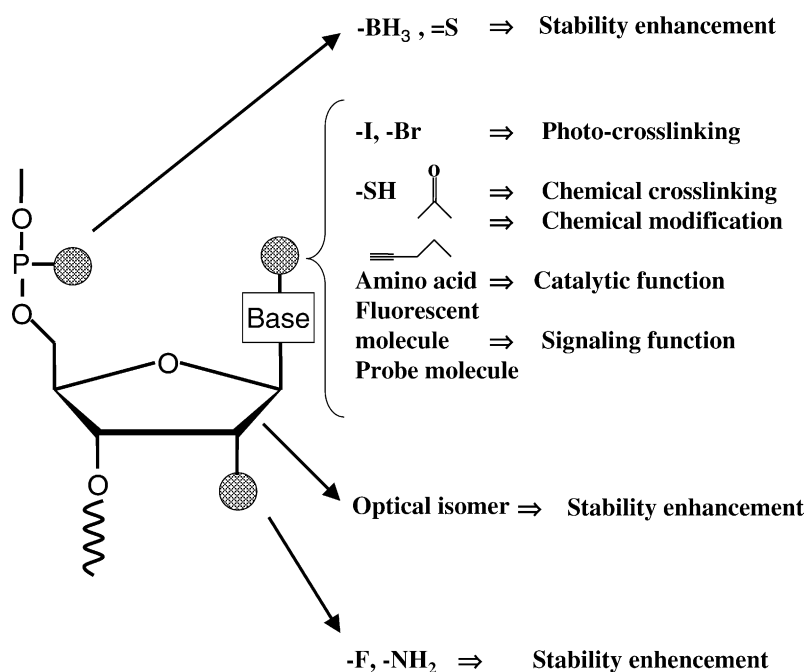 -BH3 , =S ⇒ Stability enhancement
-I, -Br ⇒ Photo-crosslinking
O
-SH ⇒ Chemical crosslinking
⇒ Chemical modification
O
P
O
Base
Amino acid ⇒ Catalytic function
Fluorescent
molecule ⇒ Signaling function
Probe molecule
O
O
Optical isomer ⇒ Stability enhancement
-F, -NH2 ⇒ Stability enhencement